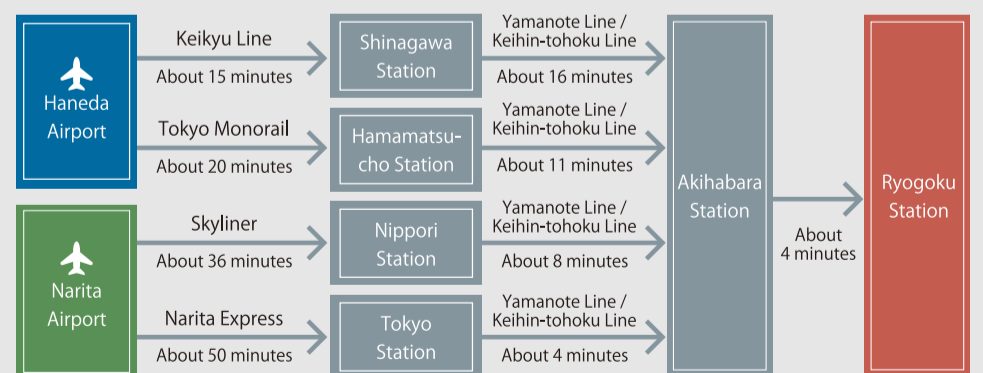 Haneda
Airport
Keikyu Line
About 15 minutes
Shinagawa
Station
Yamanote Line /
Keihin-tohoku Line
About 16 minutes
Tokyo Monorail
About 20 minutes
Hamamatsu-
cho Station
Yamanote Line /
Keihin-tohoku Line
About 11 minutes
Narita
Airport
Skyliner
About 36 minutes
Nippori
Station
Yamanote Line /
Keihin-tohoku Line
About 8 minutes
Narita Express
About 50 minutes
Tokyo
Station
Yamanote Line /
Keihin-tohoku Line
About 4 minutes
Akihabara
Station
About
4 minutes
Ryogoku
Station